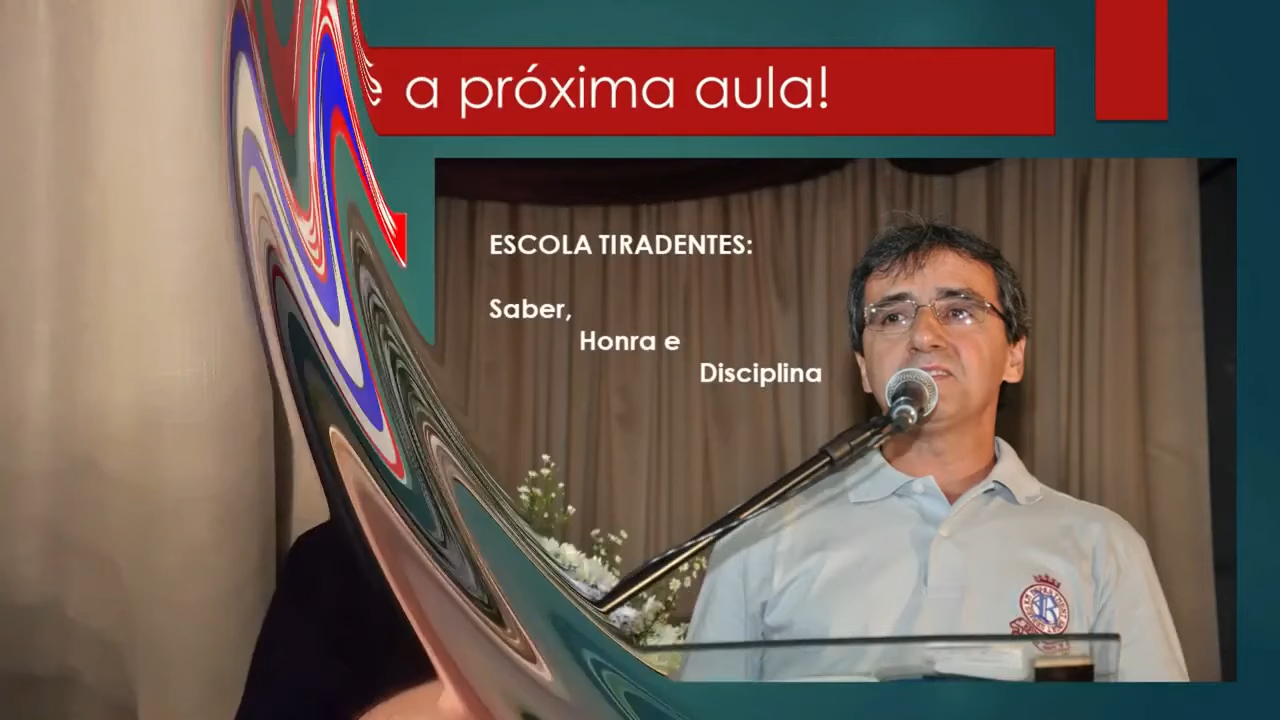 a próxima aula!
ESCOLA TIRADENTES:
Saber,
Honra e
Disciplina